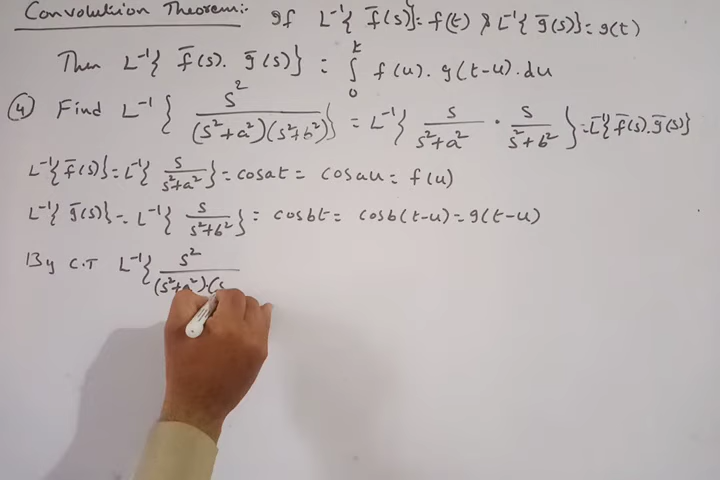 Convolution Theorem:- If L⁻¹{f̄(s)}=f(t) & L⁻¹{ḡ(s)}=g(t)
Then L⁻¹{f̄(s). ḡ(s)} = ∫₀ᵗ f(u). g(t-u).du
④ Find L⁻¹{ s²/(s²+a²)(s²+b²) } = L⁻¹{ s/s²+a² · s/s²+b² } = L⁻¹{f̄(s).ḡ(s)}
L⁻¹{f̄(s)}=L⁻¹{ s/s²+a² } = cosat = cosau = f(u)
L⁻¹{ḡ(s)}=L⁻¹{ s/s²+b² } = cosbt = cosb(t-u)=g(t-u)
By C.T L⁻¹{ s²/(s²+a²).(s